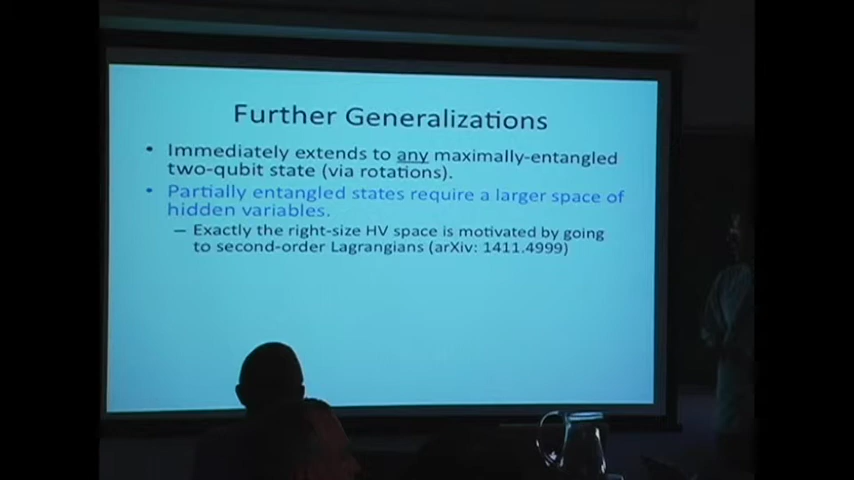 Further Generalizations
• Immediately extends to any maximally-entangled
two-qubit state (via rotations).
• Partially entangled states require a larger space of
hidden variables.
– Exactly the right-size HV space is motivated by going
to second-order Lagrangians (arXiv: 1411.4999)